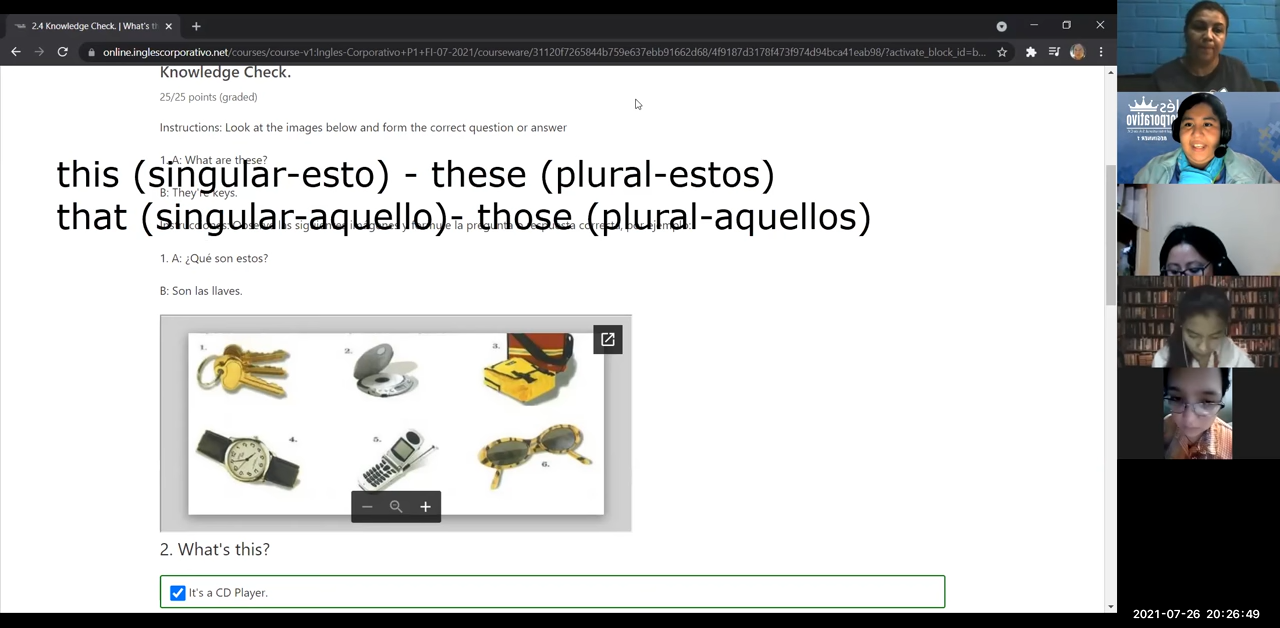 2.4 Knowledge Check. | What's th
online.inglescorporativo.net/courses/course-v1:Ingles-Corporativo+P1+FI-07-2021/courseware/31120f7265844b759e637ebb91662d68/4f9187d3178f473f974d94bca41eab98/?activate_block_id=b...
Knowledge Check.
25/25 points (graded)
Instructions: Look at the images below and form the correct question or answer
1. A: What are these?
this (singular-esto) - these (plural-estos)
B: They're keys.
that (singular-aquello)- those (plural-aquellos)
1. A: ¿Qué son estos?
B: Son las llaves.
1.
2.
3.
4.
5.
6.
2. What's this?
It's a CD Player.
2021-07-26 20:26:49